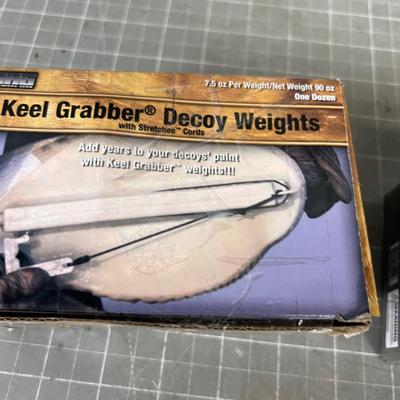 7.5 oz Per Weight/Net Weight 90 oz
One Dozen
Keel Grabber® Decoy Weights
with Stretchee™ Cords
Add years to your decoys' paint
with Keel Grabber™ weights!!!
WARNING